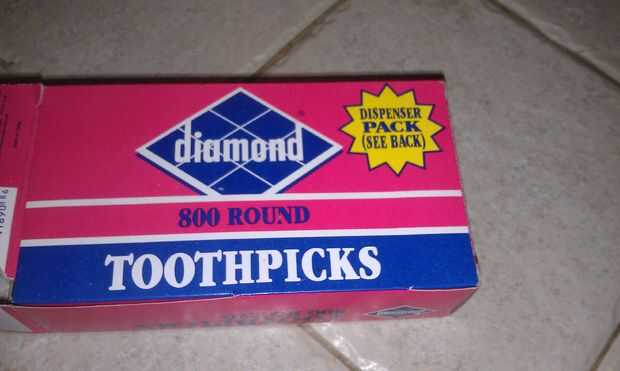 diamond
DISPENSER
PACK
(SEE BACK)
800 ROUND
TOOTHPICKS